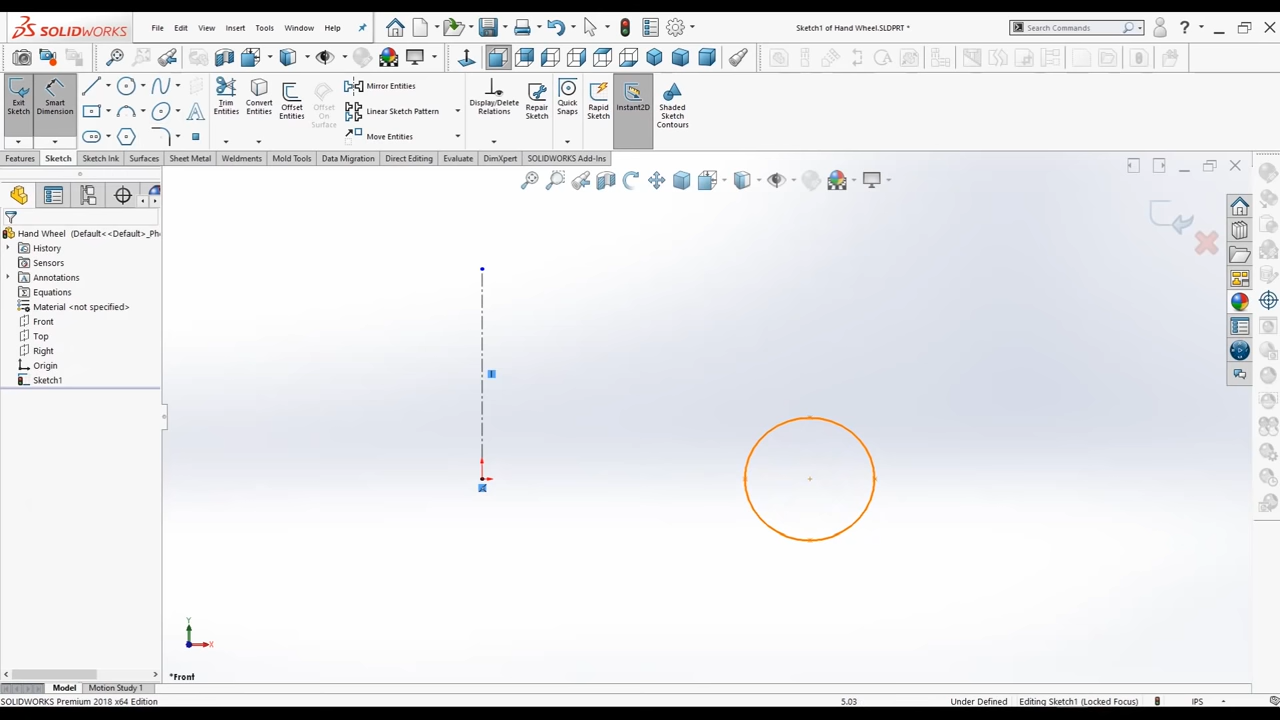 SOLIDWORKS File Edit View Insert Tools Window Help Sketch1 of Hand Wheel.SLDPRT * Search Commands ?
Exit Sketch
Smart Dimension
Trim Entities
Convert Entities
Offset Entities
Offset On Surface
Mirror Entities
Linear Sketch Pattern
Move Entities
Display/Delete Relations
Repair Sketch
Quick Snaps
Rapid Sketch
Instant2D
Shaded Sketch Contours
Features Sketch Sketch Ink Surfaces Sheet Metal Weldments Mold Tools Data Migration Direct Editing Evaluate DimXpert SOLIDWORKS Add-Ins
Hand Wheel (Default<<Default>_Ph
History
Sensors
Annotations
Equations
Material <not specified>
Front
Top
Right
Origin
Sketch1
Y
X
*Front
Model Motion Study 1
SOLIDWORKS Premium 2018 x64 Edition 5.03 Under Defined Editing Sketch1 (Locked Focus) IPS